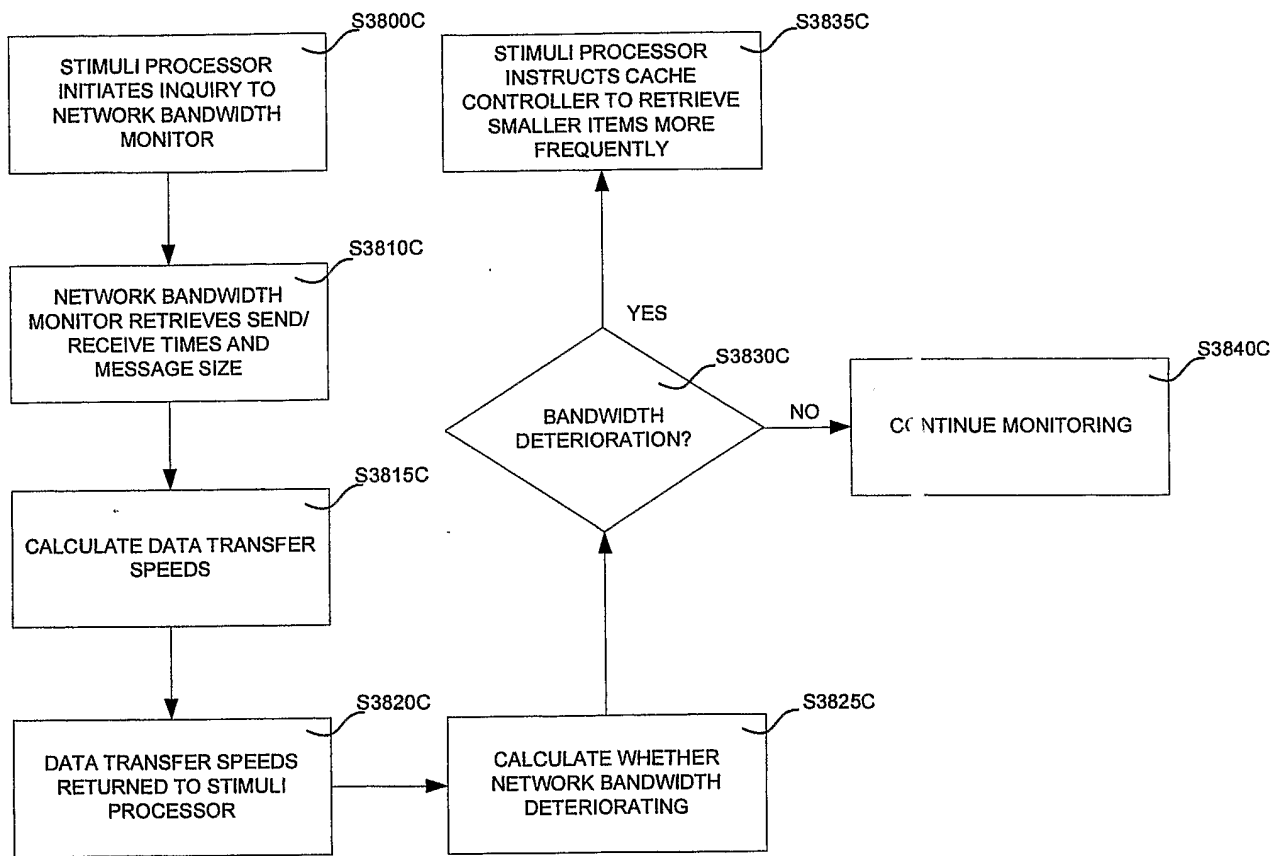 S3800C
STIMULI PROCESSOR
INITIATES INQUIRY TO
NETWORK BANDWIDTH
MONITOR
S3810C
NETWORK BANDWIDTH
MONITOR RETRIEVES SEND/
RECEIVE TIMES AND
MESSAGE SIZE
S3815C
CALCULATE DATA TRANSFER
SPEEDS
S3820C
DATA TRANSFER SPEEDS
RETURNED TO STIMULI
PROCESSOR
S3825C
CALCULATE WHETHER
NETWORK BANDWIDTH
DETERIORATING
S3830C
BANDWIDTH
DETERIORATION?
YES
S3835C
STIMULI PROCESSOR
INSTRUCTS CACHE
CONTROLLER TO RETRIEVE
SMALLER ITEMS MORE
FREQUENTLY
NO
S3840C
CONTINUE MONITORING